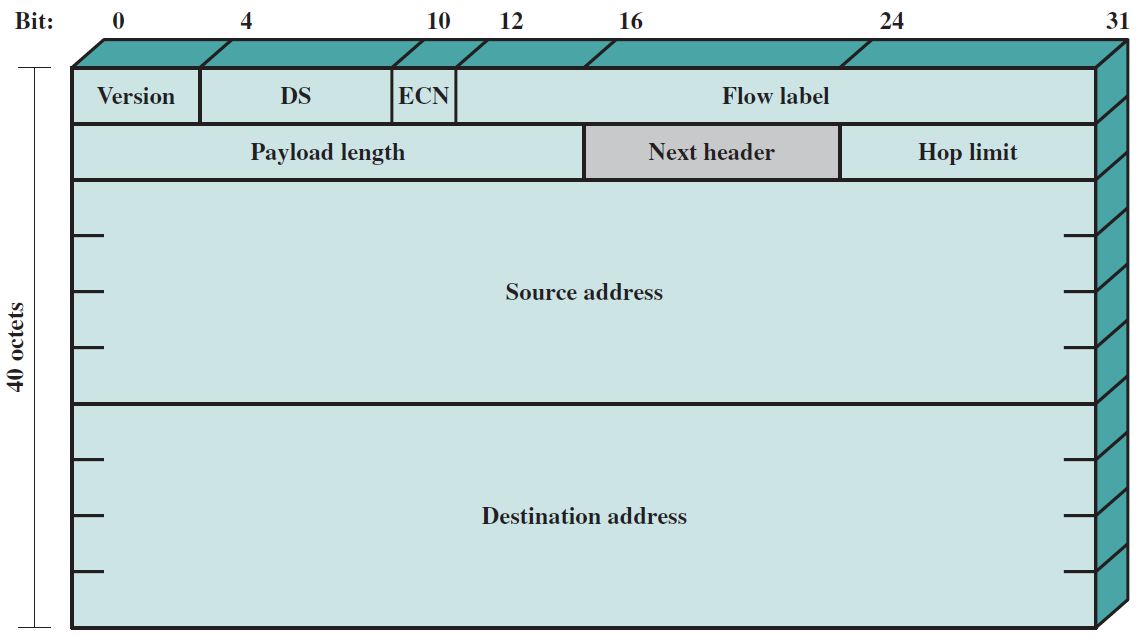 Bit: 0 4 10 12 16 24 31
Version DS ECN Flow label
Payload length Next header Hop limit
Source address
40 octets
Destination address